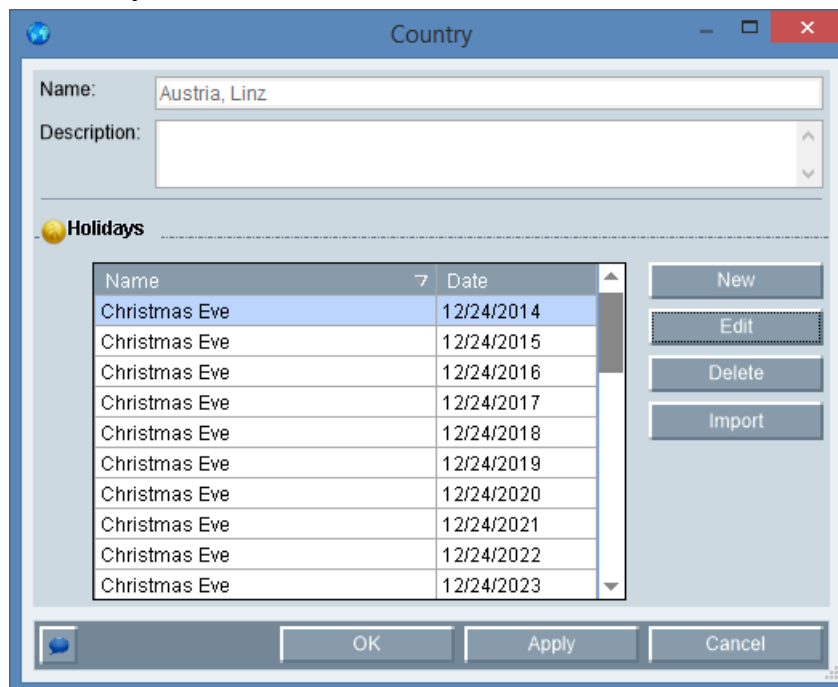 Country
Name: Austria, Linz
Description:
Holidays
Name Date
Christmas Eve 12/24/2014
Christmas Eve 12/24/2015
Christmas Eve 12/24/2016
Christmas Eve 12/24/2017
Christmas Eve 12/24/2018
Christmas Eve 12/24/2019
Christmas Eve 12/24/2020
Christmas Eve 12/24/2021
Christmas Eve 12/24/2022
Christmas Eve 12/24/2023
New
Edit
Delete
Import
OK Apply Cancel